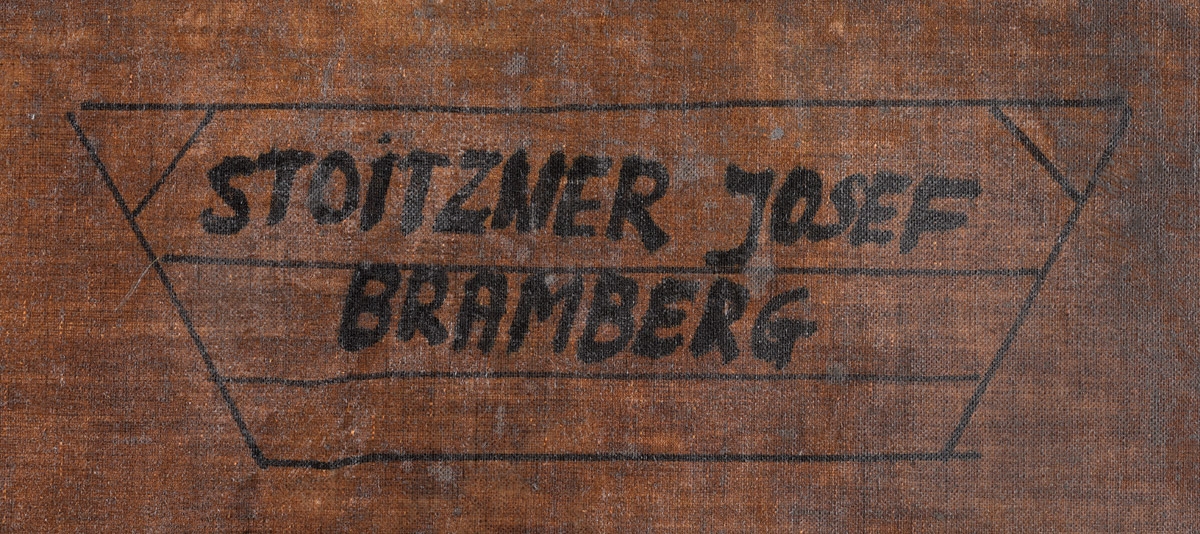 STOiTZNER JOSEF
BRAMBERG